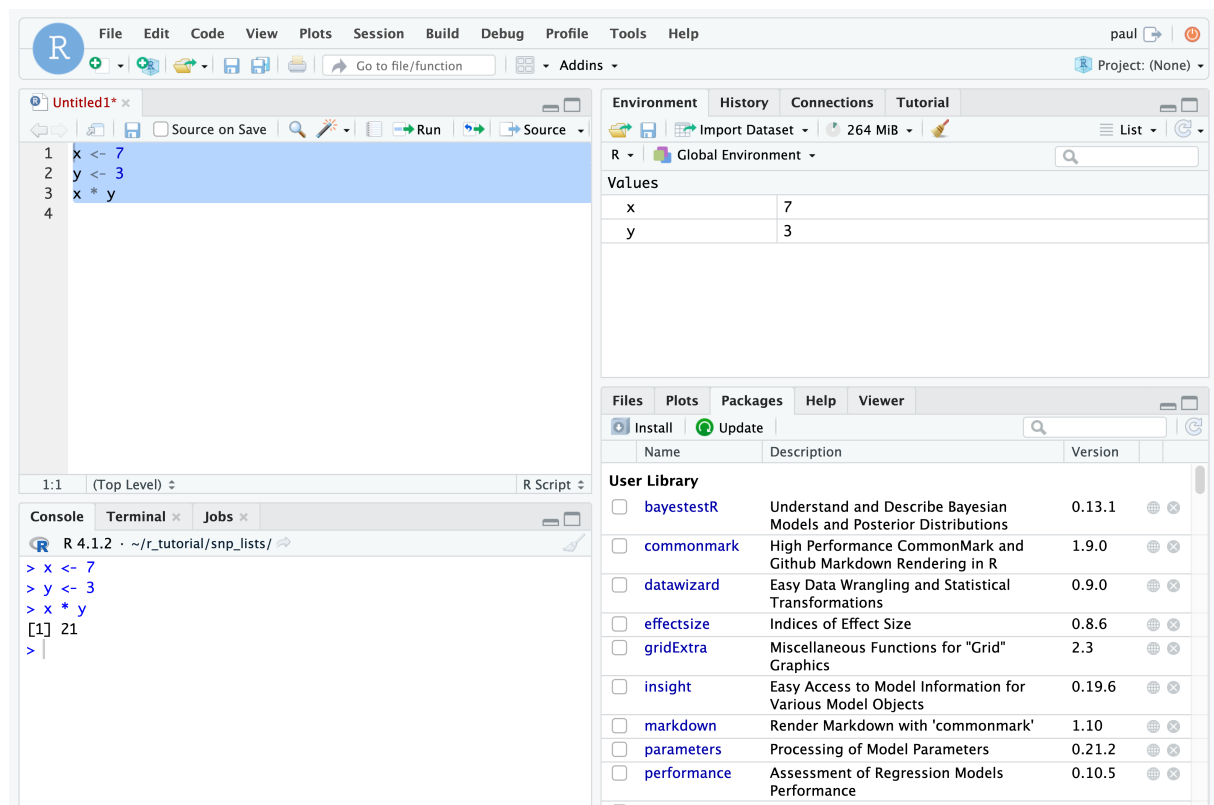 R
File Edit Code View Plots Session Build Debug Profile Tools Help
paul
Go to file/function
Addins
Project: (None)
Untitled1*
Source on Save
Run
Source
1 x <- 7
2 y <- 3
3 x * y
4
1:1 (Top Level)
R Script
Console Terminal Jobs
R 4.1.2 · ~/r_tutorial/snp_lists/
> x <- 7
> y <- 3
> x * y
[1] 21
>
Environment History Connections Tutorial
Import Dataset
264 MiB
List
R
Global Environment
Values
x 7
y 3
Files Plots Packages Help Viewer
Install
Update
Name Description Version
User Library
bayestestR Understand and Describe Bayesian 0.13.1
Models and Posterior Distributions
commonmark High Performance CommonMark and 1.9.0
Github Markdown Rendering in R
datawizard Easy Data Wrangling and Statistical 0.9.0
Transformations
effectsize Indices of Effect Size 0.8.6
gridExtra Miscellaneous Functions for "Grid" 2.3
Graphics
insight Easy Access to Model Information for 0.19.6
Various Model Objects
markdown Render Markdown with 'commonmark' 1.10
parameters Processing of Model Parameters 0.21.2
performance Assessment of Regression Models 0.10.5
Performance